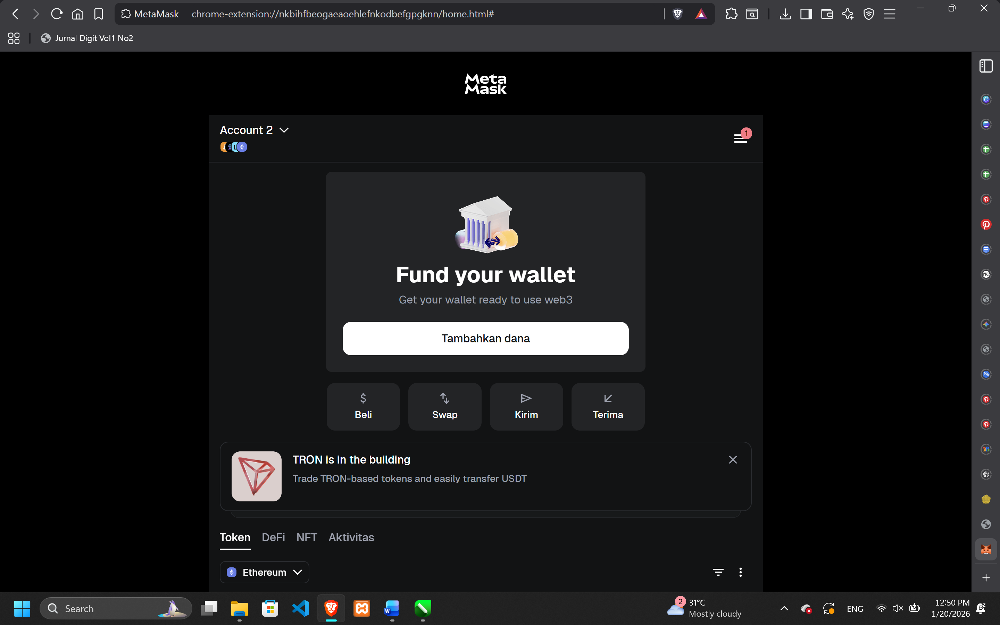 MetaMask chrome-extension://nkbihfbeogaeaoehlefnkodbefgpgknn/home.html#
Jurnal Digit Vol1 No2
Meta
Mask
Account 2
1
Fund your wallet
Get your wallet ready to use web3
Tambahkan dana
$
Beli
Swap
Kirim
Terima
TRON is in the building
Trade TRON-based tokens and easily transfer USDT
Token DeFi NFT Aktivitas
Ethereum
Search
2
31°C
Mostly cloudy
ENG
12:50 PM
1/20/2026